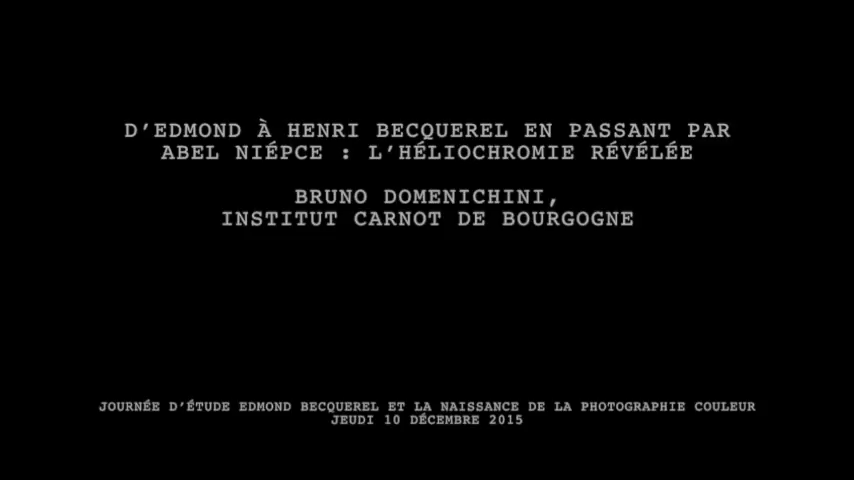 D’EDMOND À HENRI BECQUEREL EN PASSANT PAR
ABEL NIÉPCE : L’HÉLIOCHROMIE RÉVÉLÉE
BRUNO DOMENICHINI,
INSTITUT CARNOT DE BOURGOGNE
JOURNÉE D’ÉTUDE EDMOND BECQUEREL ET LA NAISSANCE DE LA PHOTOGRAPHIE COULEUR
JEUDI 10 DÉCEMBRE 2015